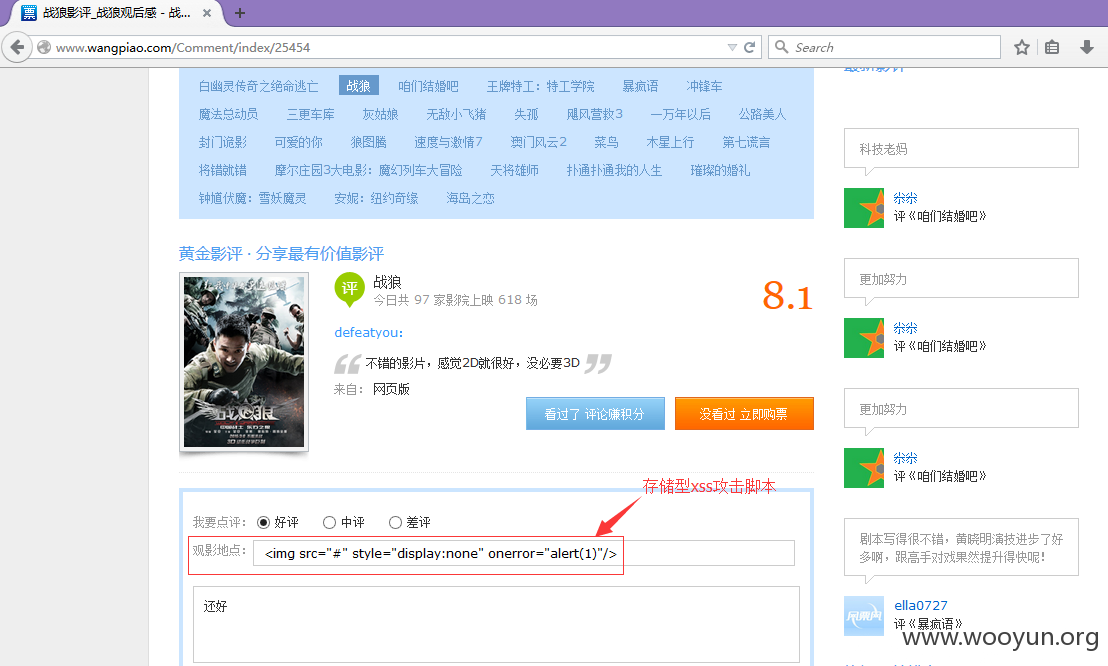 战狼影评_战狼观后感 - 战...
www.wangpiao.com/Comment/index/25454
Search
白幽灵传奇之绝命逃亡 战狼 咱们结婚吧 王牌特工：特工学院 暴疯语 冲锋车
魔法总动员 三更车库 灰姑娘 无敌小飞猪 失孤 飓风营救3 一万年以后 公路美人
封门诡影 可爱的你 狼图腾 速度与激情7 澳门风云2 菜鸟 木星上行 第七谎言
将错就错 摩尔庄园3大电影：魔幻列车大冒险 天将雄师 扑通扑通我的人生 璀璨的婚礼
钟馗伏魔：雪妖魔灵 安妮：纽约奇缘 海岛之恋
黄金影评 · 分享最有价值影评
战狼
评
战狼
今日共 97 家影院上映 618 场
8.1
defeatyou：
不错的影片，感觉2D就很好，没必要3D
来自： 网页版
看过了 评论赚积分
没看过 立即购票
存储型xss攻击脚本
我要点评： 好评 中评 差评
观影地点： <img src="#" style="display:none" onerror="alert(1)"/>
还好
最新影评
科技老妈
尜尜
评《咱们结婚吧》
更加努力
尜尜
评《咱们结婚吧》
更加努力
尜尜
评《咱们结婚吧》
剧本写得很不错，黄晓明演技进步了好
多啊，跟高手对戏果然提升得快呢！
ella0727
评《暴疯语》
www.wooyun.org